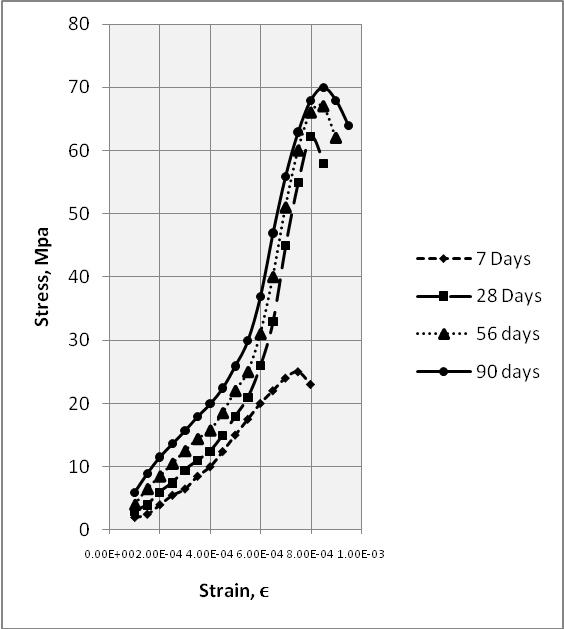 80
70
60
50
40
30
20
10
0
Stress, Mpa
0.00E+00 2.00E-04 4.00E-04 6.00E-04 8.00E-04 1.00E-03
Strain, ϵ
7 Days
28 Days
56 days
90 days